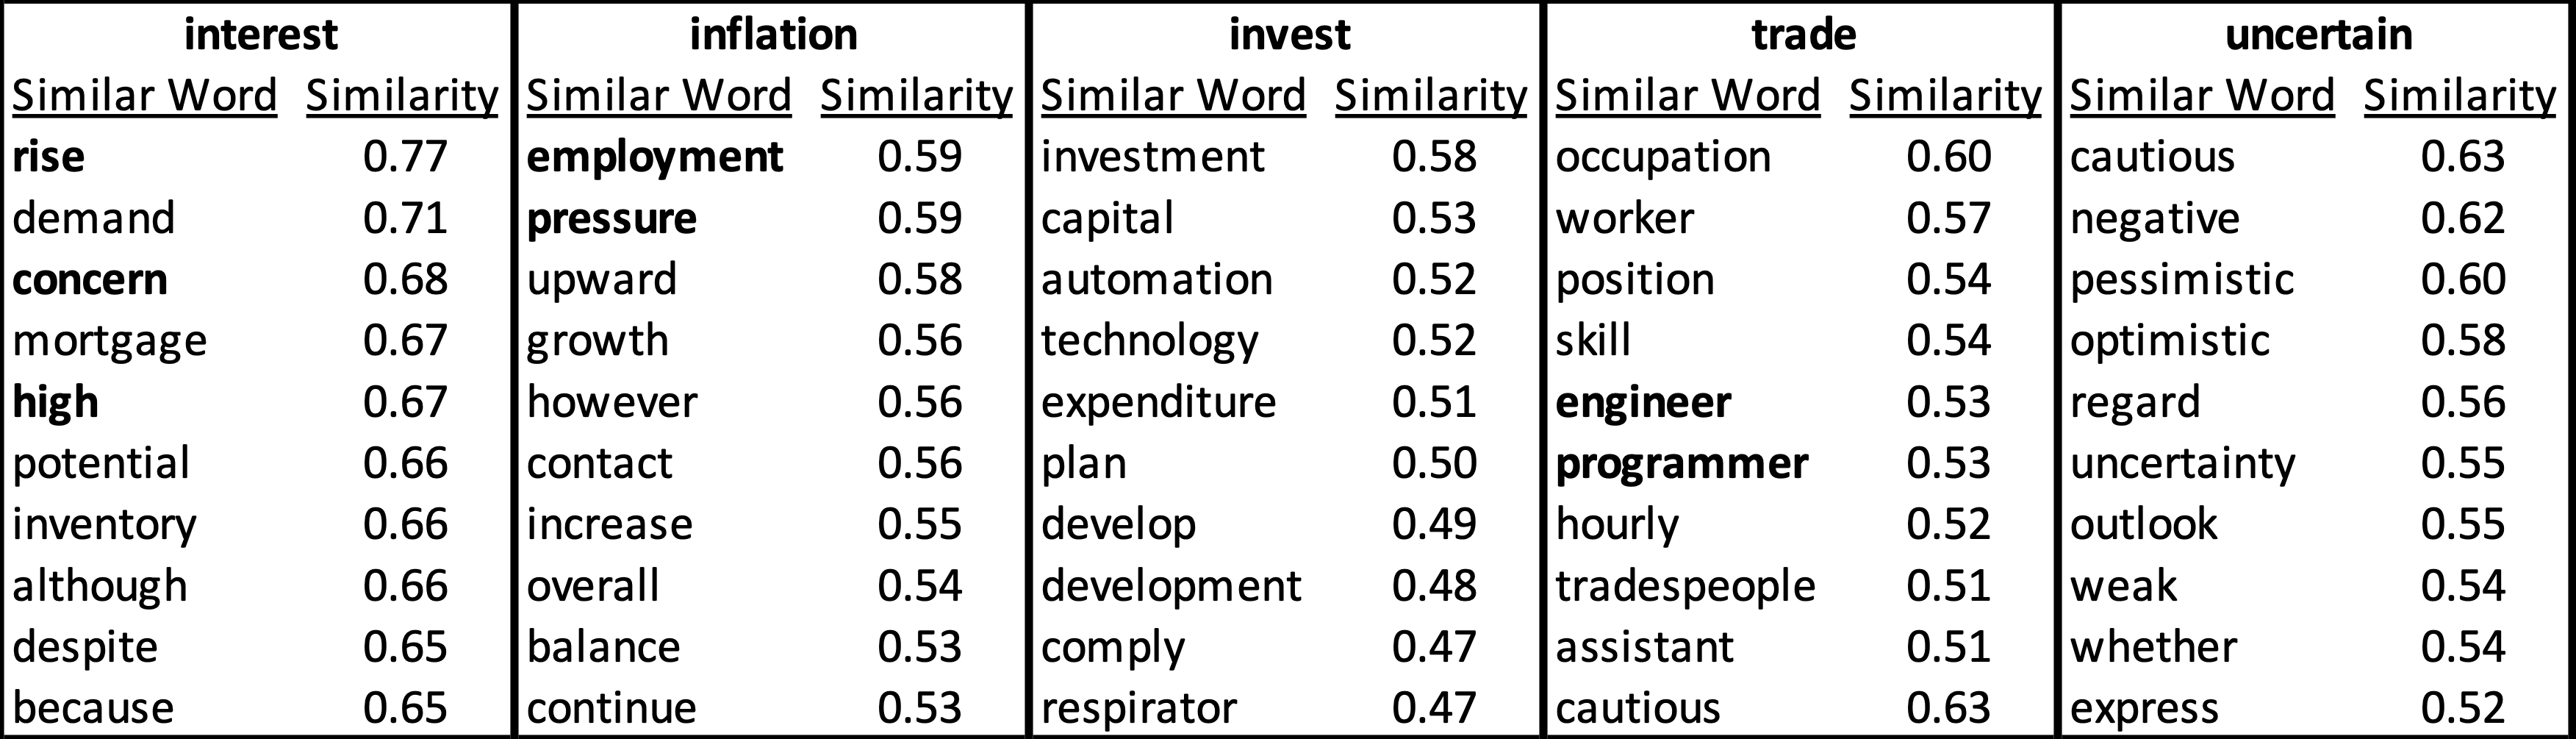 interest inflation invest trade uncertain
Similar Word Similarity Similar Word Similarity Similar Word Similarity Similar Word Similarity Similar Word Similarity
rise 0.77 employment 0.59 investment 0.58 occupation 0.60 cautious 0.63
demand 0.71 pressure 0.59 capital 0.53 worker 0.57 negative 0.62
concern 0.68 upward 0.58 automation 0.52 position 0.54 pessimistic 0.60
mortgage 0.67 growth 0.56 technology 0.52 skill 0.54 optimistic 0.58
high 0.67 however 0.56 expenditure 0.51 engineer 0.53 regard 0.56
potential 0.66 contact 0.56 plan 0.50 programmer 0.53 uncertainty 0.55
inventory 0.66 increase 0.55 develop 0.49 hourly 0.52 outlook 0.55
although 0.66 overall 0.54 development 0.48 tradespeople 0.51 weak 0.54
despite 0.65 balance 0.53 comply 0.47 assistant 0.51 whether 0.54
because 0.65 continue 0.53 respirator 0.47 cautious 0.63 express 0.52